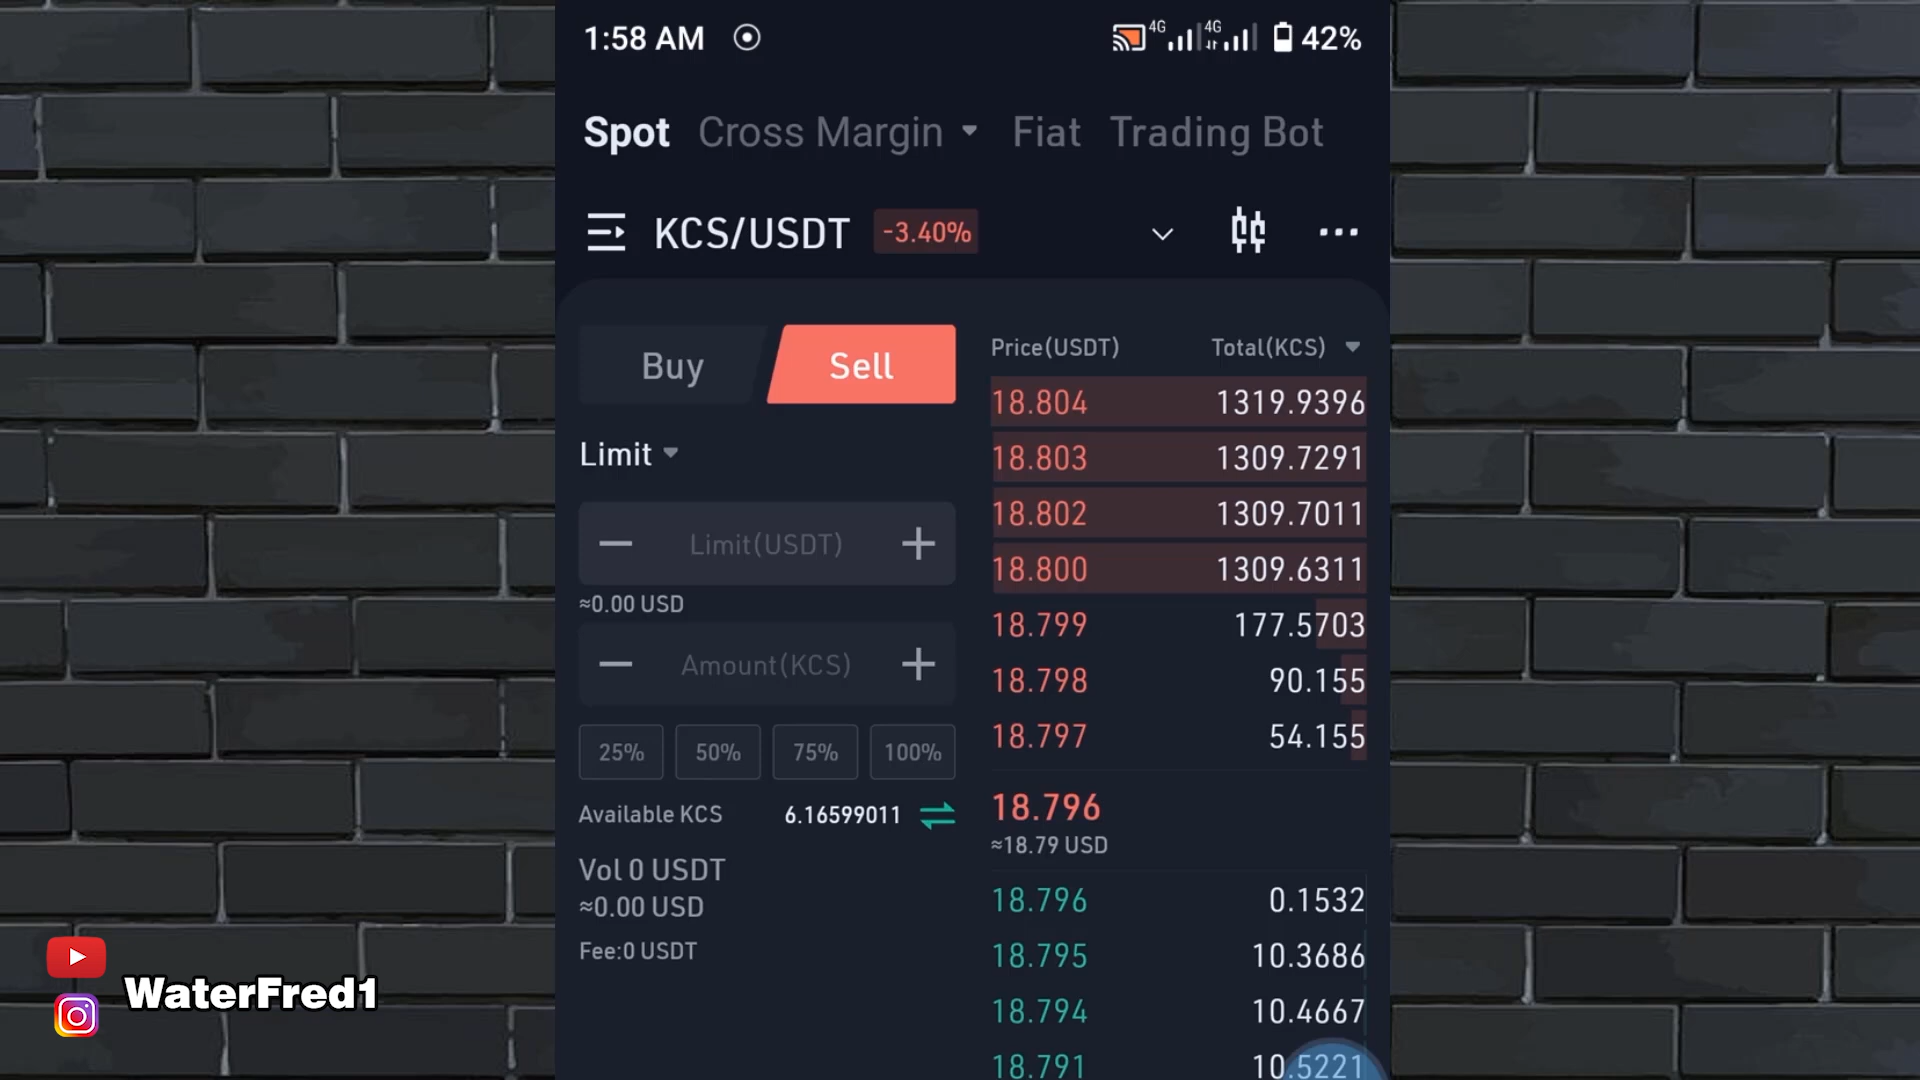 1:58 AM 4G 4G 42%
Spot Cross Margin Fiat Trading Bot
KCS/USDT -3.40%
Buy Sell
Limit
Limit(USDT)
≈0.00 USD
Amount(KCS)
25% 50% 75% 100%
Available KCS 6.16599011
Vol 0 USDT
≈0.00 USD
Fee:0 USDT
Price(USDT) Total(KCS)
18.804 1319.9396
18.803 1309.7291
18.802 1309.7011
18.800 1309.6311
18.799 177.5703
18.798 90.155
18.797 54.155
18.796
≈18.79 USD
18.796 0.1532
18.795 10.3686
18.794 10.4667
18.791 10.5221
WaterFred1